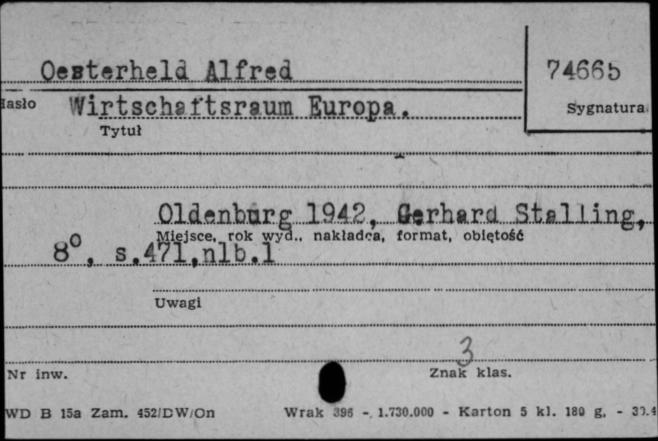 Oesterheld Alfred
74665
Hasło
Wirtschaftsraum Europa.
Sygnatura
Tytuł
Oldenburg 1942, Gerhard Stalling,
Miejsce, rok wyd., nakładca, format, objętość
8°, s.471,nlb.1
Uwagi
3
Nr inw.
Znak klas.
WD B 15a Zam. 452/DW/On
Wrak 396 - 1.730.000 - Karton 5 kl. 180 g. - 30.4